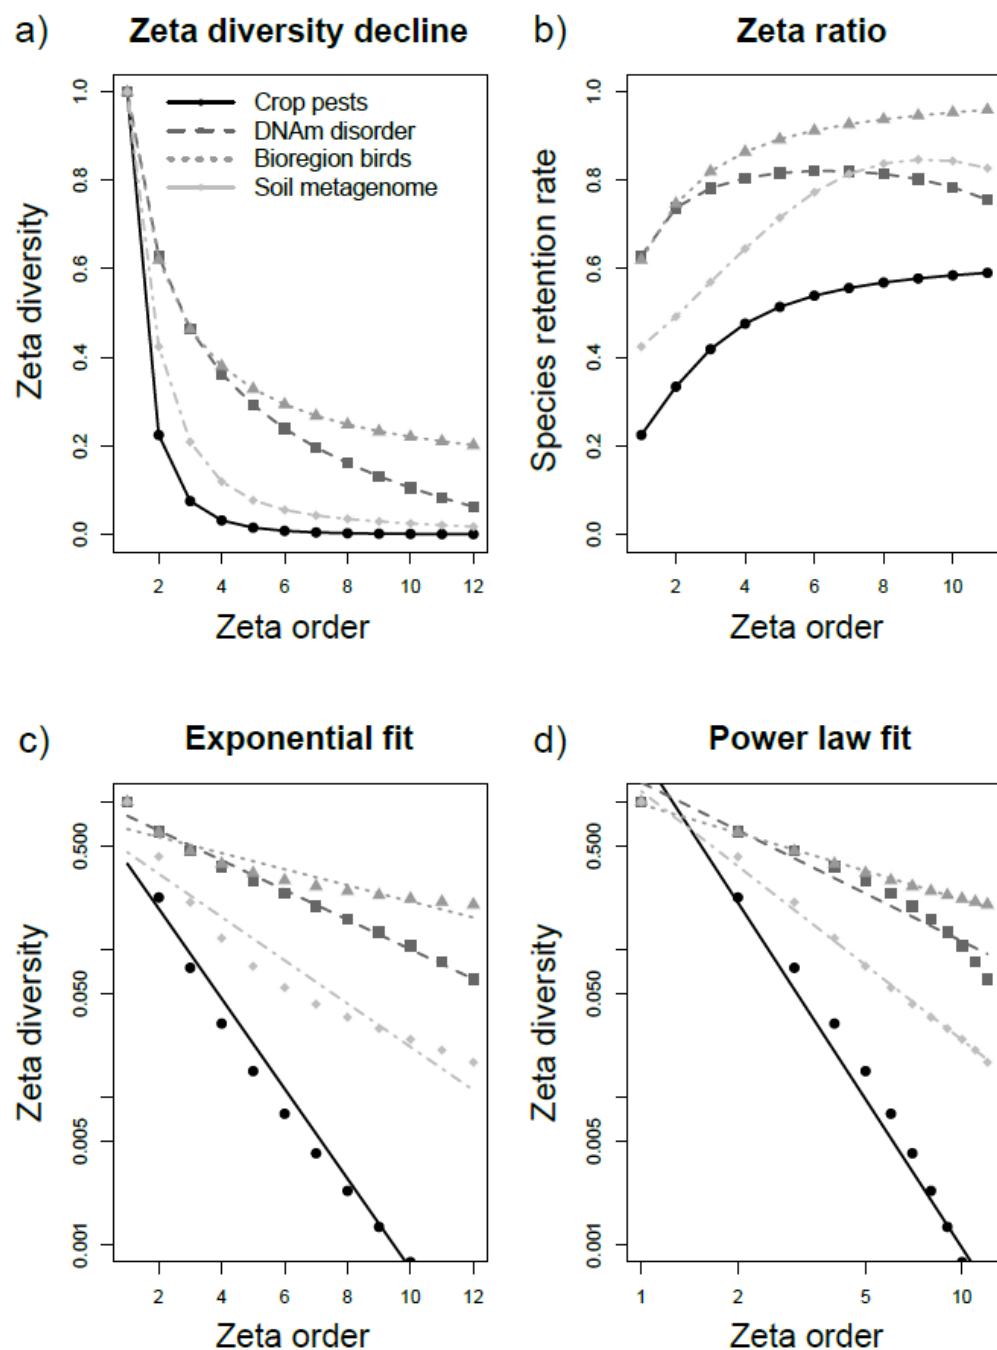 a) Zeta diversity decline
Zeta diversity
0.0 0.2 0.4 0.6 0.8 1.0
Crop pests
DNAm disorder
Bioregion birds
Soil metagenome
2 4 6 8 10 12
Zeta order
b) Zeta ratio
Species retention rate
0.0 0.2 0.4 0.6 0.8 1.0
2 4 6 8 10
Zeta order
c) Exponential fit
Zeta diversity
0.001 0.005 0.050 0.500
2 4 6 8 10 12
Zeta order
d) Power law fit
Zeta diversity
0.001 0.005 0.050 0.500
1 2 5 10
Zeta order